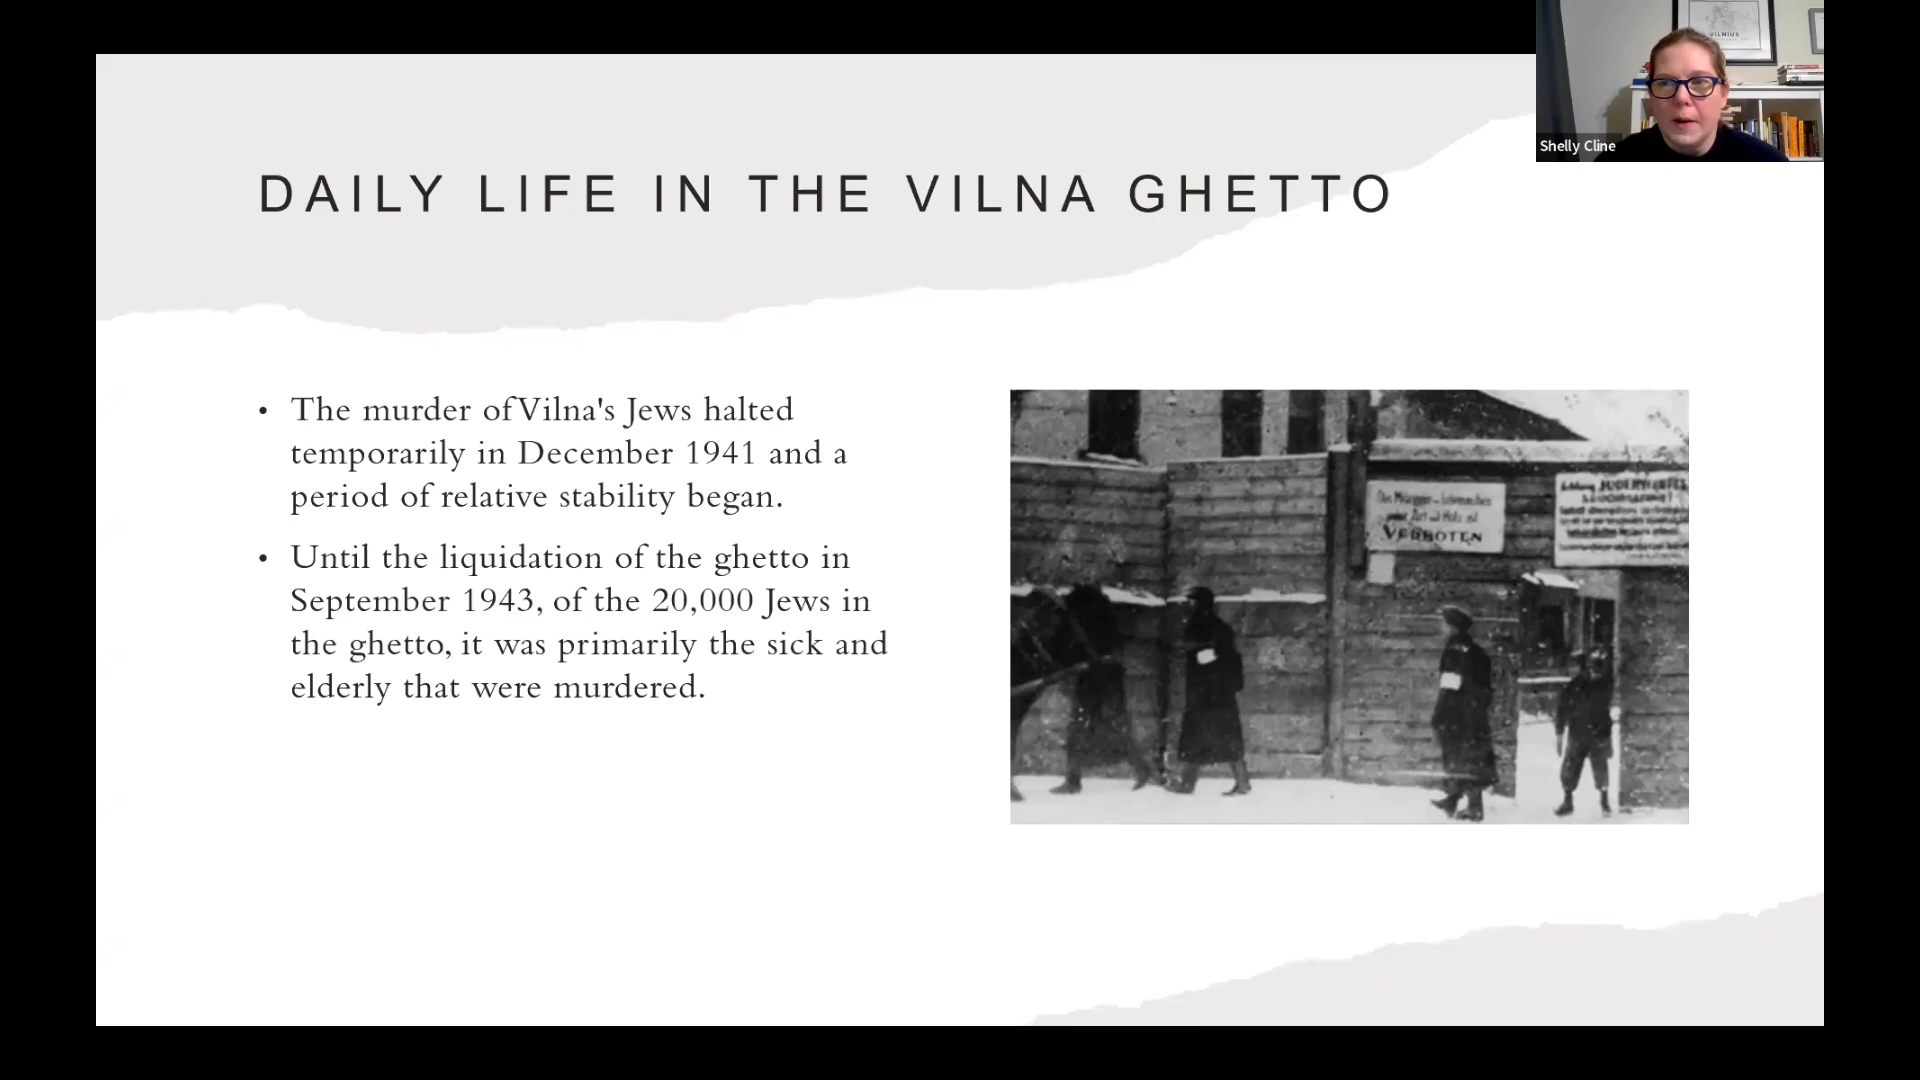 VILNIUS
Shelly Cline
DAILY LIFE IN THE VILNA GHETTO
• The murder of Vilna's Jews halted
temporarily in December 1941 and a
period of relative stability began.
• Until the liquidation of the ghetto in
September 1943, of the 20,000 Jews in
the ghetto, it was primarily the sick and
elderly that were murdered.
VERBOTEN